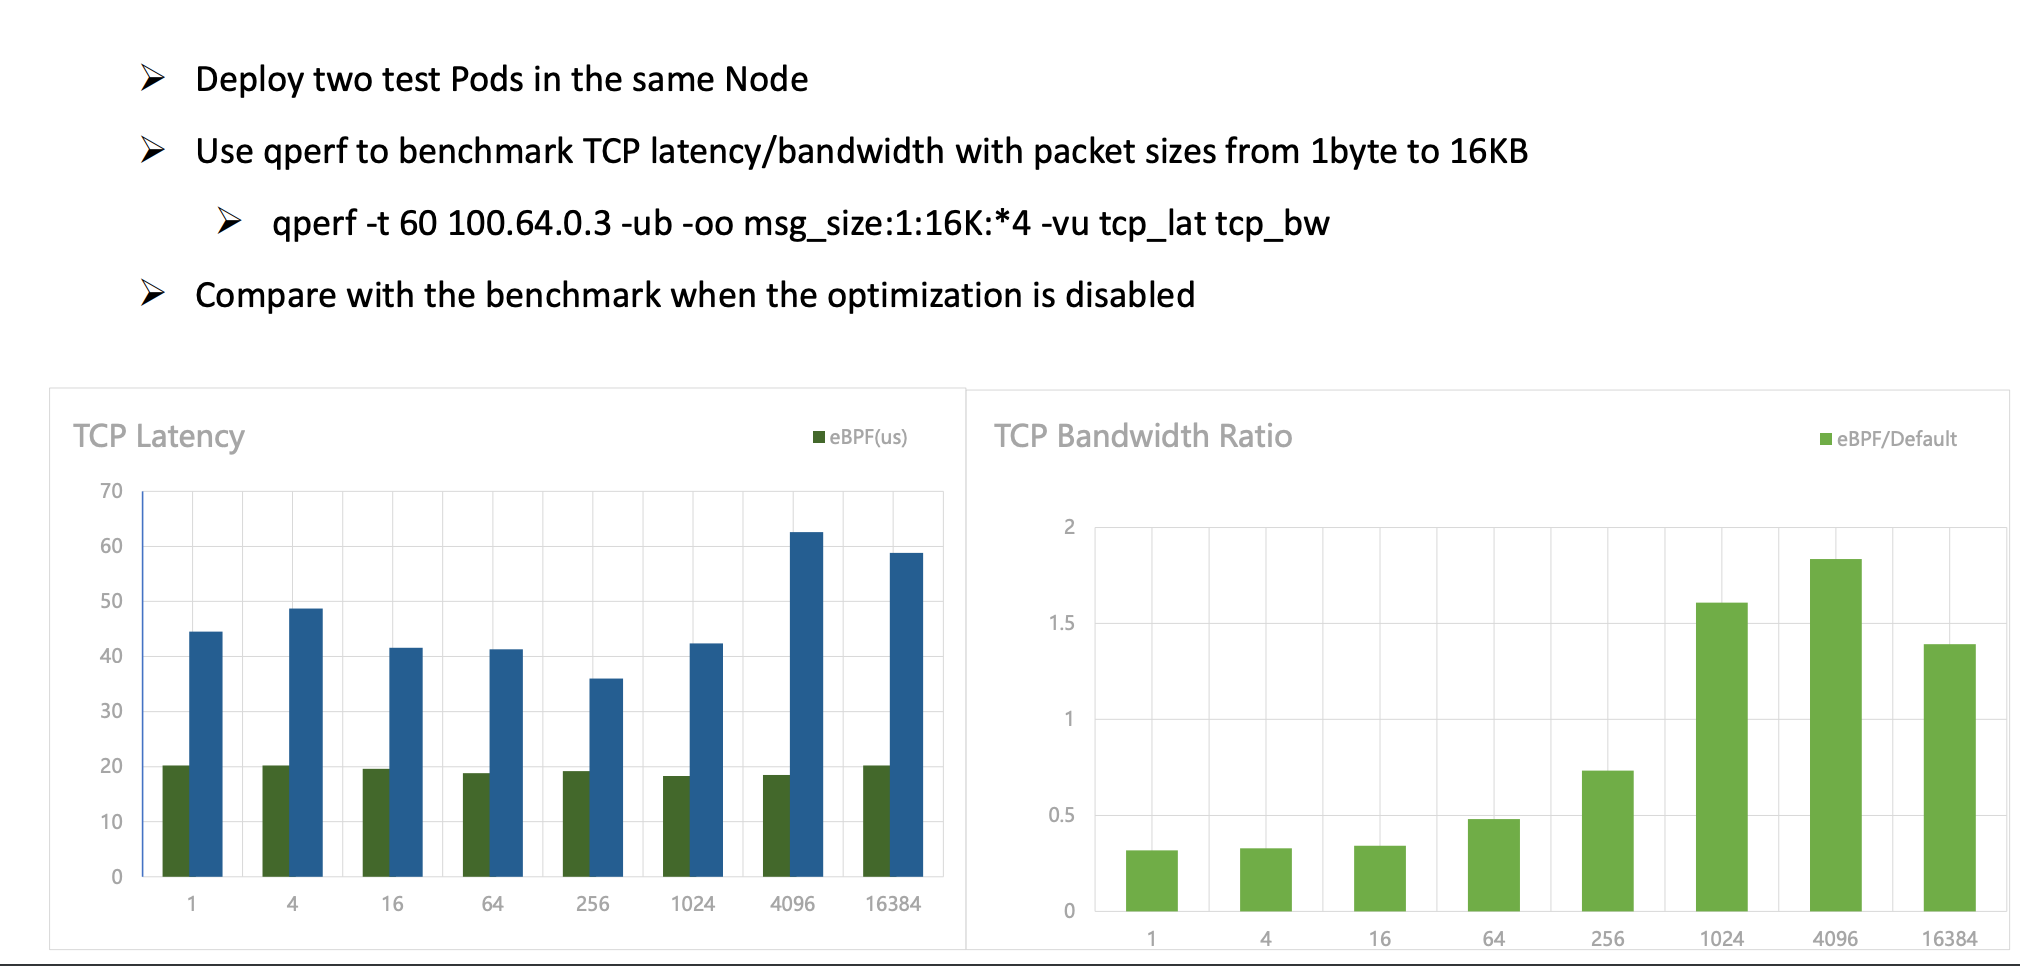 Deploy two test Pods in the same Node
Use qperf to benchmark TCP latency/bandwidth with packet sizes from 1byte to 16KB
qperf -t 60 100.64.0.3 -ub -oo msg_size:1:16K:*4 -vu tcp_lat tcp_bw
Compare with the benchmark when the optimization is disabled
TCP Latency
eBPF(us)
70
60
50
40
30
20
10
0
1 4 16 64 256 1024 4096 16384
TCP Bandwidth Ratio
eBPF/Default
2
1.5
1
0.5
0
1 4 16 64 256 1024 4096 16384